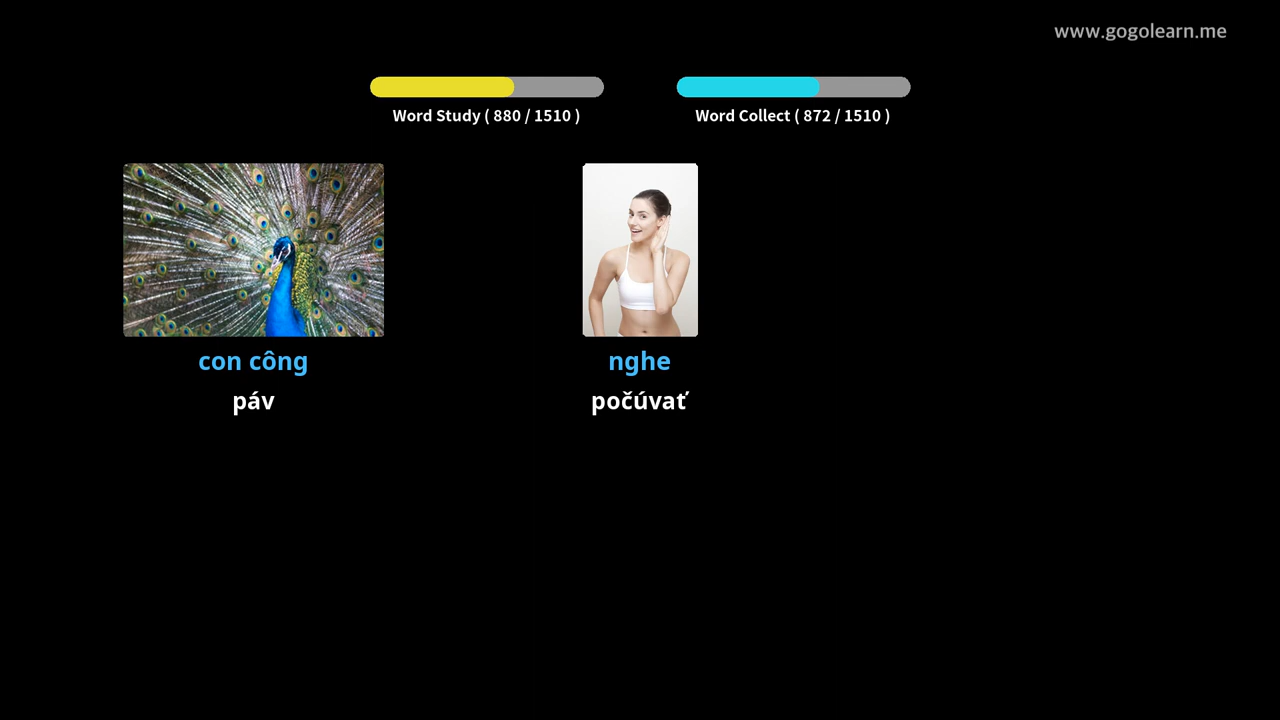 www.gogolearn.me
Word Study ( 880 / 1510 )
Word Collect ( 872 / 1510 )
con công
páv
nghe
počúvať